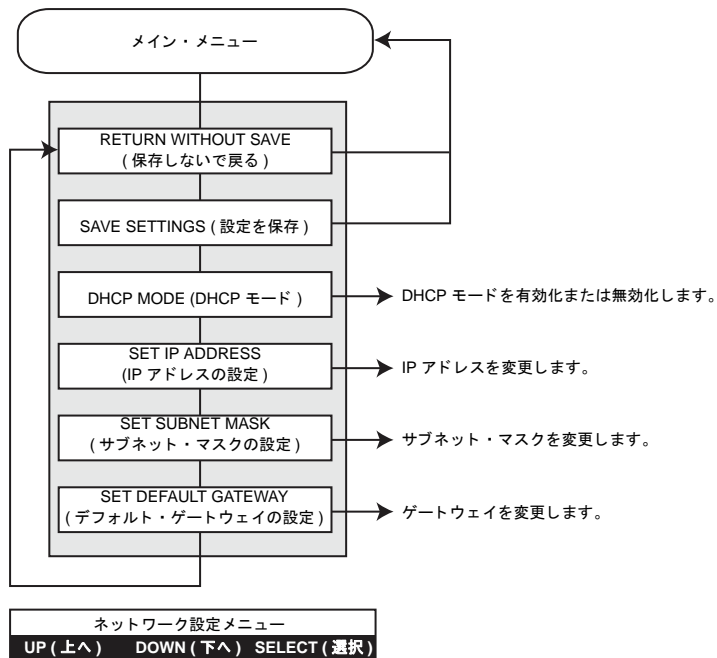 メイン・メニュー
RETURN WITHOUT SAVE
( 保存しないで戻る )
SAVE SETTINGS ( 設定を保存 )
DHCP MODE (DHCP モード )
DHCP モードを有効化または無効化します。
SET IP ADDRESS
(IP アドレスの設定 )
IP アドレスを変更します。
SET SUBNET MASK
( サブネット・マスクの設定 )
サブネット・マスクを変更します。
SET DEFAULT GATEWAY
( デフォルト・ゲートウェイの設定 )
ゲートウェイを変更します。
ネットワーク設定メニュー
UP ( 上へ ) DOWN ( 下へ ) SELECT ( 選択 )